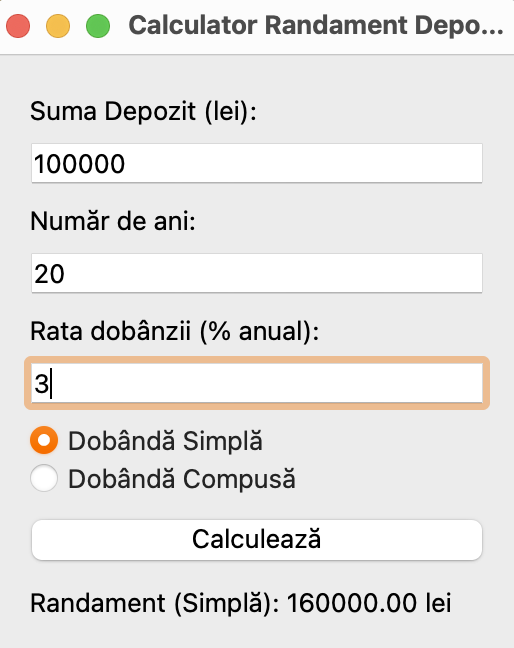 Calculator Randament Depo...
Suma Depozit (lei):
100000
Număr de ani:
20
Rata dobânzii (% anual):
3
Dobândă Simplă
Dobândă Compusă
Calculează
Randament (Simplă): 160000.00 lei